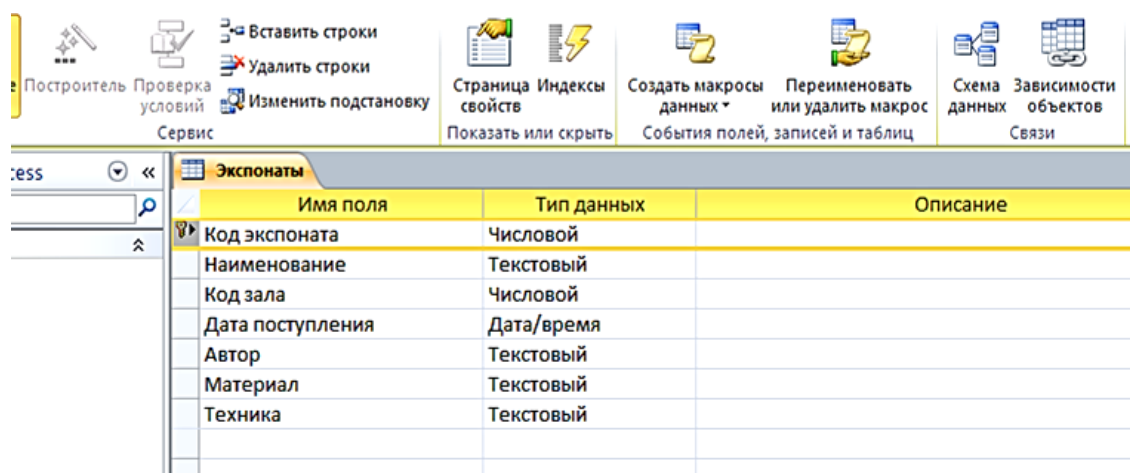 Вставить строки
Удалить строки
Изменить подстановку
Построитель
Проверка условий
Страница свойств
Индексы
Создать макросы данных
Переименовать или удалить макрос
Схема данных
Зависимости объектов
Сервис
Показать или скрыть
События полей, записей и таблиц
Связи
Экспонаты
Имя поля Тип данных Описание
Код экспоната Числовой
Наименование Текстовый
Код зала Числовой
Дата поступления Дата/время
Автор Текстовый
Материал Текстовый
Техника Текстовый